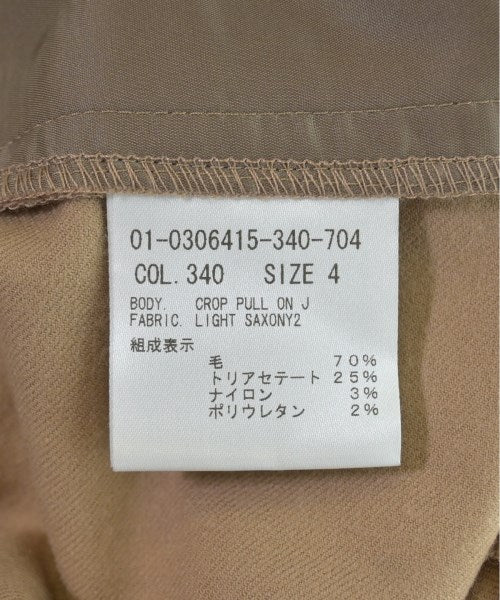 01-0306415-340-704
COL.340 SIZE 4
BODY. CROP PULL ON J
FABRIC. LIGHT SAXONY2
組成表示
毛 70%
トリアセテート 25%
ナイロン 3%
ポリウレタン 2%